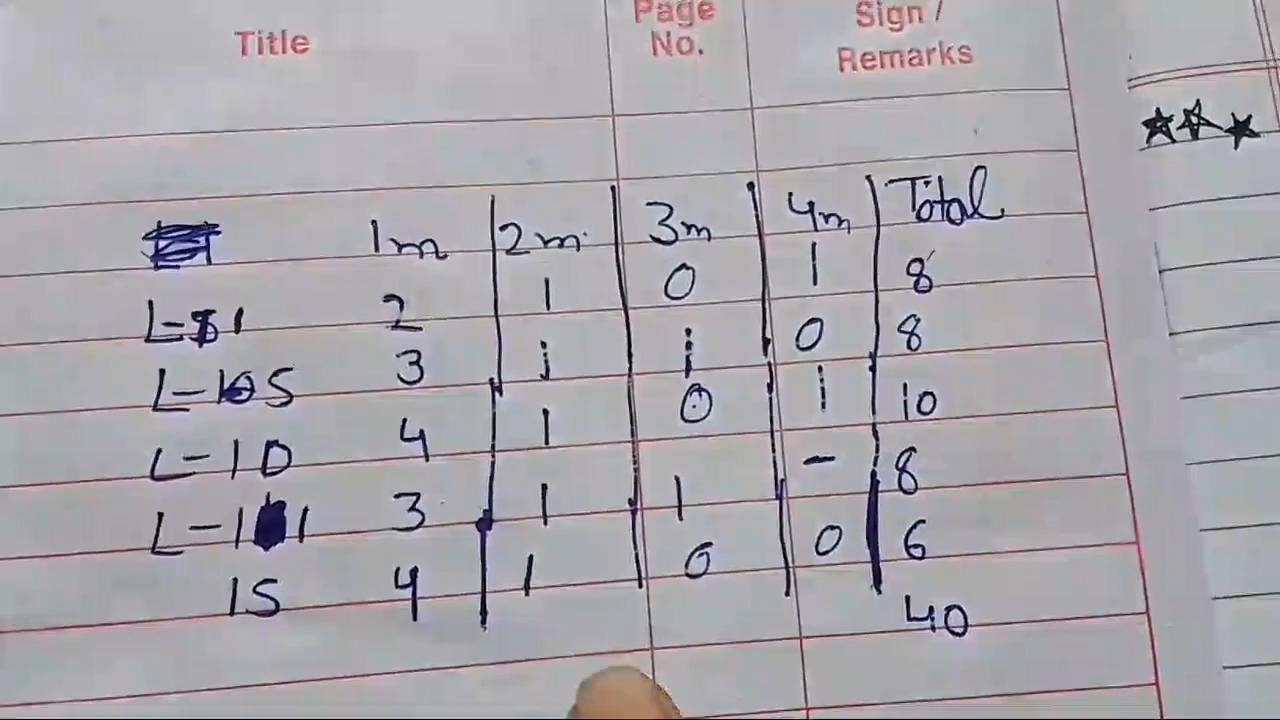 Title Page No. Sign / Remarks
1m 2m 3m 4m Total
L-1 2 1 0 1 8
L-5 3 1 1 0 8
L-10 4 1 0 1 10
L-11 3 1 1 - 8
15 4 1 0 0 6
40